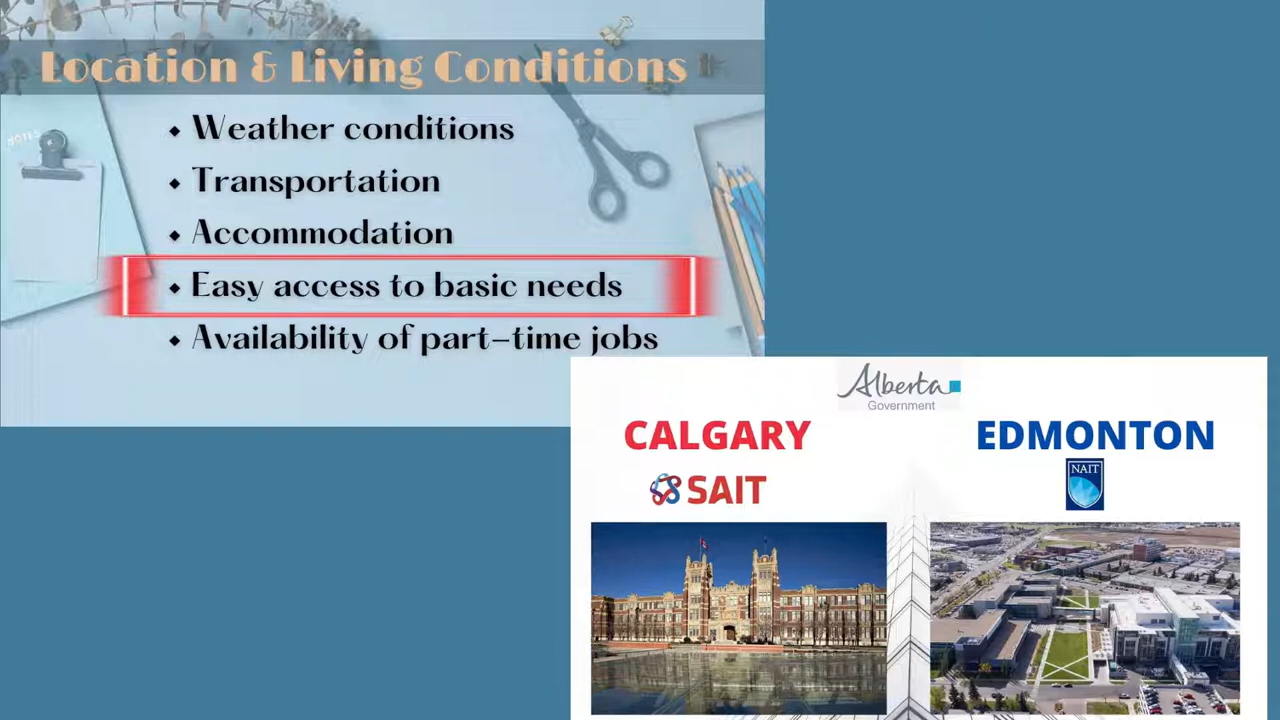 Location & Living Conditions
NOTES
⬥ Weather conditions
⬥ Transportation
⬥ Accommodation
⬥ Easy access to basic needs
⬥ Availability of part-time jobs
Alberta
Government
CALGARY
EDMONTON
SAIT
NAIT